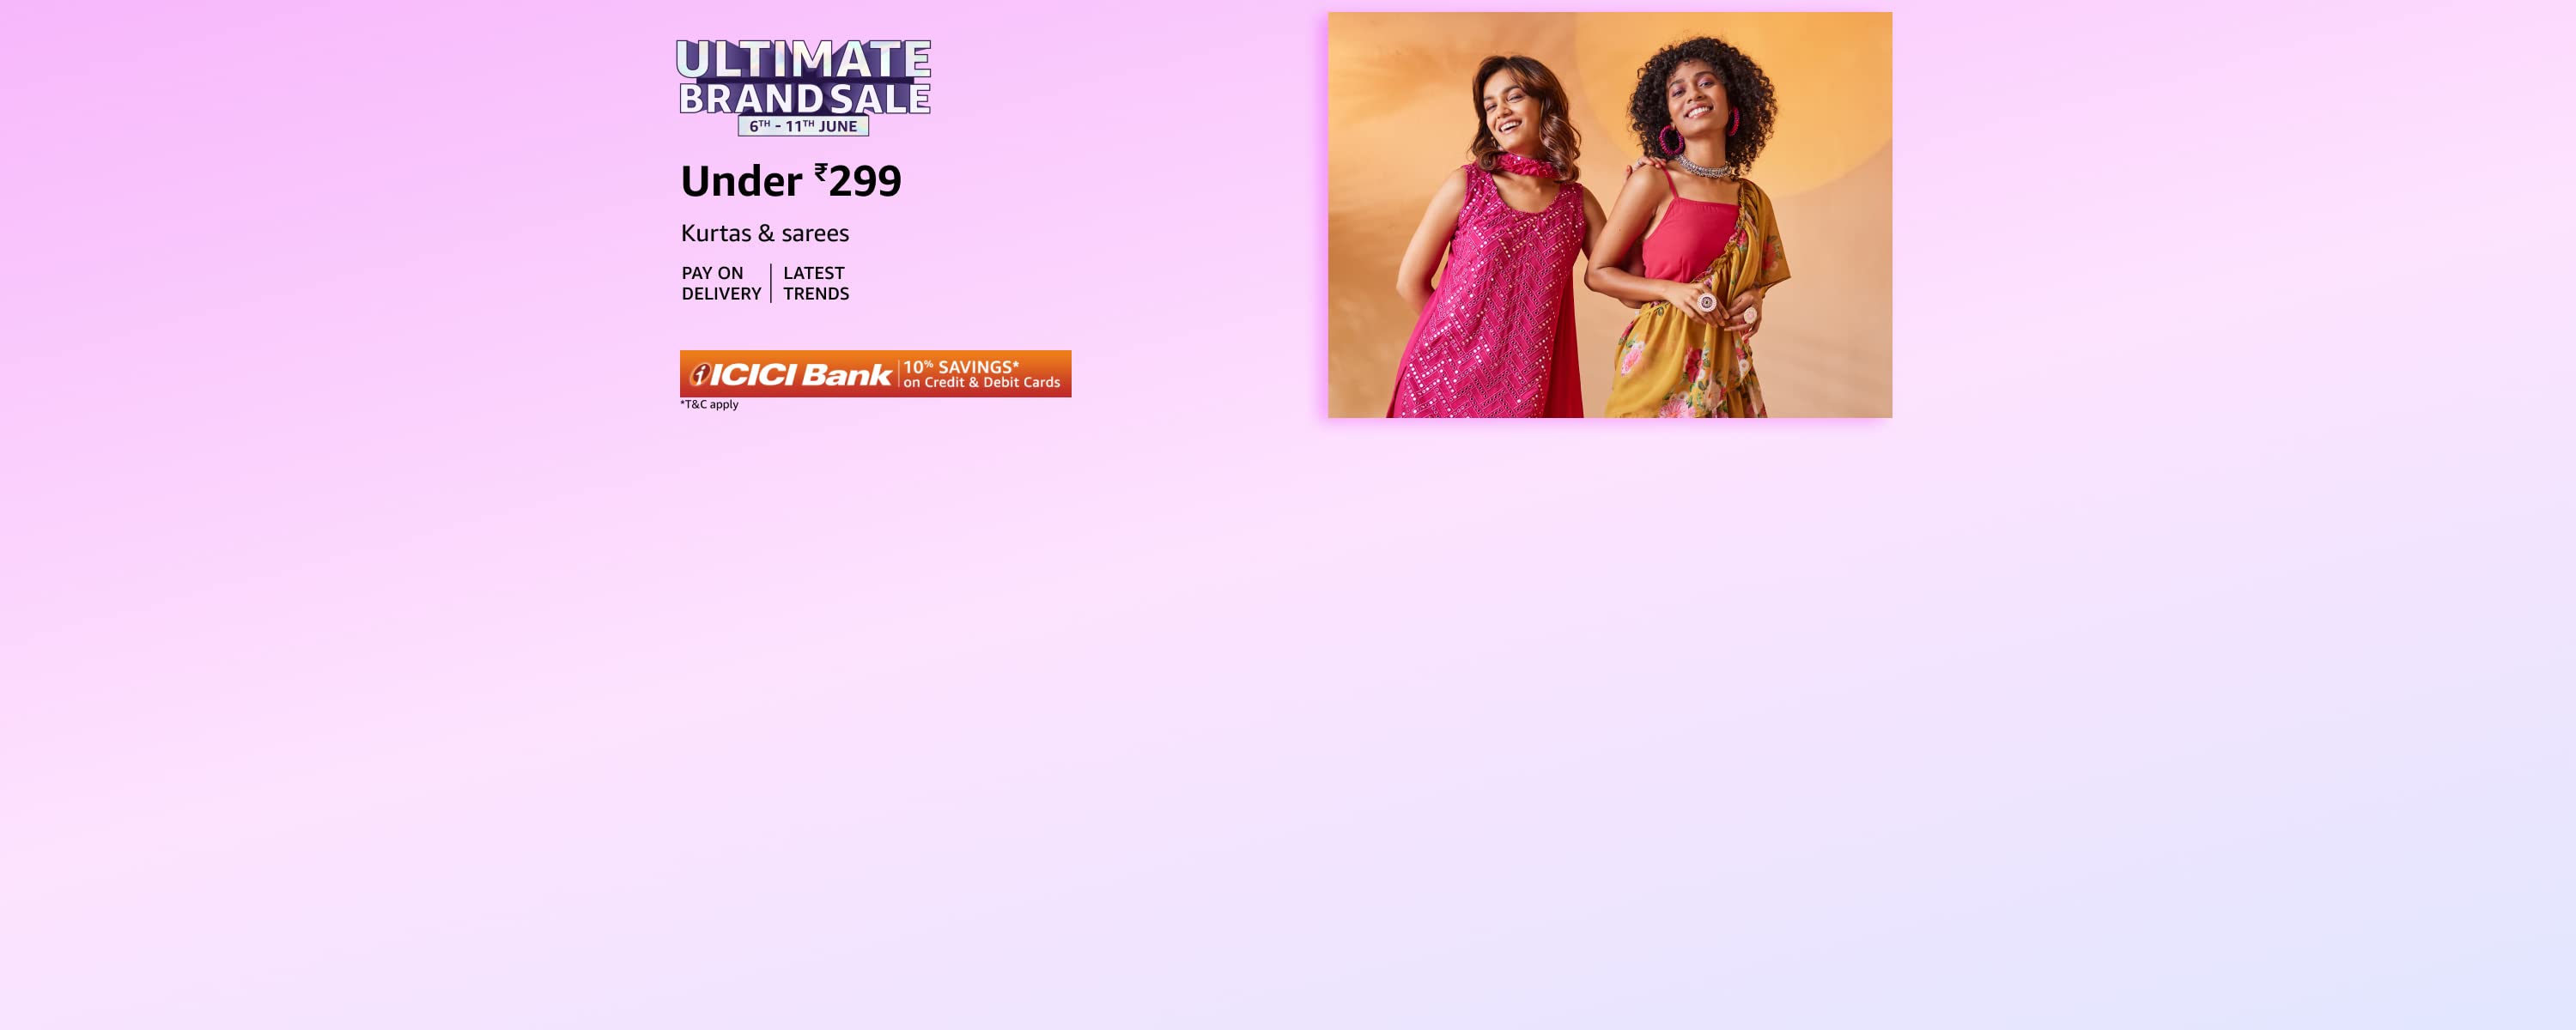 ULTIMATE
BRAND SALE
6TH - 11TH JUNE
Under ₹299
Kurtas & sarees
PAY ON
DELIVERY
LATEST
TRENDS
ICICI Bank
10% SAVINGS*
on Credit & Debit Cards
*T&C apply